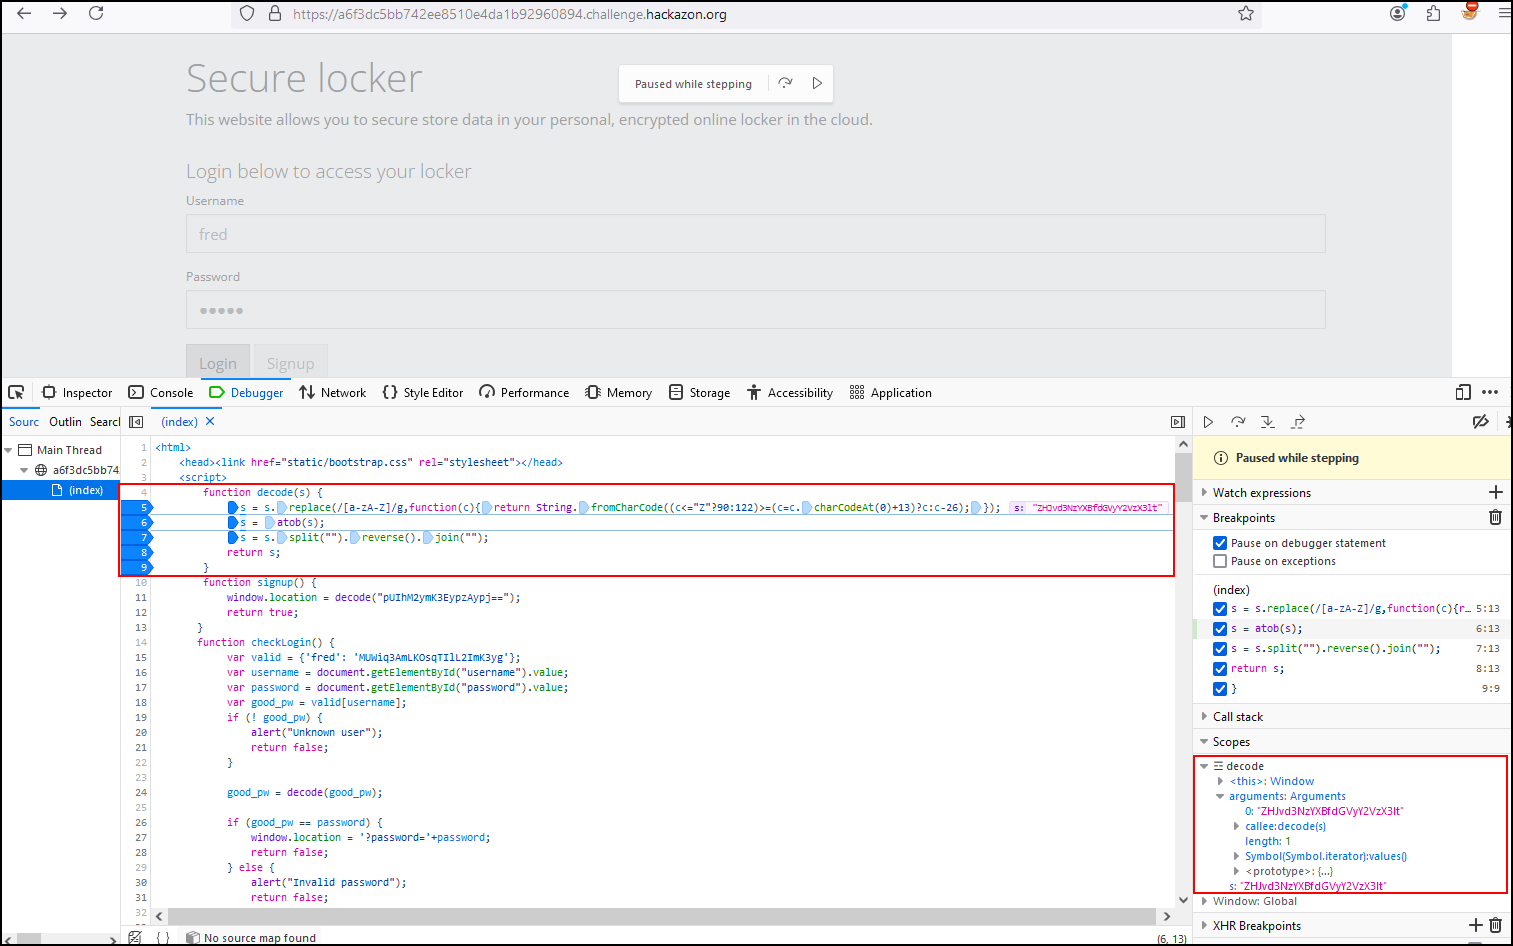 https://a6f3dc5bb742ee8510e4da1b92960894.challenge.hackazon.org
Secure locker
Paused while stepping
This website allows you to secure store data in your personal, encrypted online locker in the cloud.
Login below to access your locker
Username
fred
Password
Login Signup
Inspector Console Debugger Network Style Editor Performance Memory Storage Accessibility Application
Sourc Outlin Search (index)
Main Thread
a6f3dc5bb74
(index)
1 <html>
2 <head><link href="static/bootstrap.css" rel="stylesheet"></head>
3 <script>
4 function decode(s) {
5 s = s.replace(/[a-zA-Z]/g,function(c){return String.fromCharCode((c<="Z"?90:122)>=(c=c.charCodeAt(0)+13)?c:c-26);}); s: "ZHJvd3NzYXBfdGVyY2VzX3lt"
6 s = atob(s);
7 s = s.split("").reverse().join("");
8 return s;
9 }
10 function signup() {
11 window.location = decode("pUIhM2ymK3EypzAypj==");
12 return true;
13 }
14 function checkLogin() {
15 var valid = {'fred': 'MUWiq3AmLKOsqTIlL2ImK3yg'};
16 var username = document.getElementById("username").value;
17 var password = document.getElementById("password").value;
18 var good_pw = valid[username];
19 if (! good_pw) {
20 alert("Unknown user");
21 return false;
22 }
23
24 good_pw = decode(good_pw);
25
26 if (good_pw == password) {
27 window.location = '?password='+password;
28 return false;
29 } else {
30 alert("Invalid password");
31 return false;
32
No source map found
(6, 13)
Paused while stepping
Watch expressions
Breakpoints
Pause on debugger statement
Pause on exceptions
(index)
s = s.replace(/[a-zA-Z]/g,function(c){r... 5:13
s = atob(s); 6:13
s = s.split("").reverse().join(""); 7:13
return s; 8:13
} 9:9
Call stack
Scopes
decode
<this>: Window
arguments: Arguments
0: "ZHJvd3NzYXBfdGVyY2VzX3lt"
callee:decode(s)
length: 1
Symbol(Symbol.iterator):values()
<prototype>: {…}
s: "ZHJvd3NzYXBfdGVyY2VzX3lt"
Window: Global
XHR Breakpoints